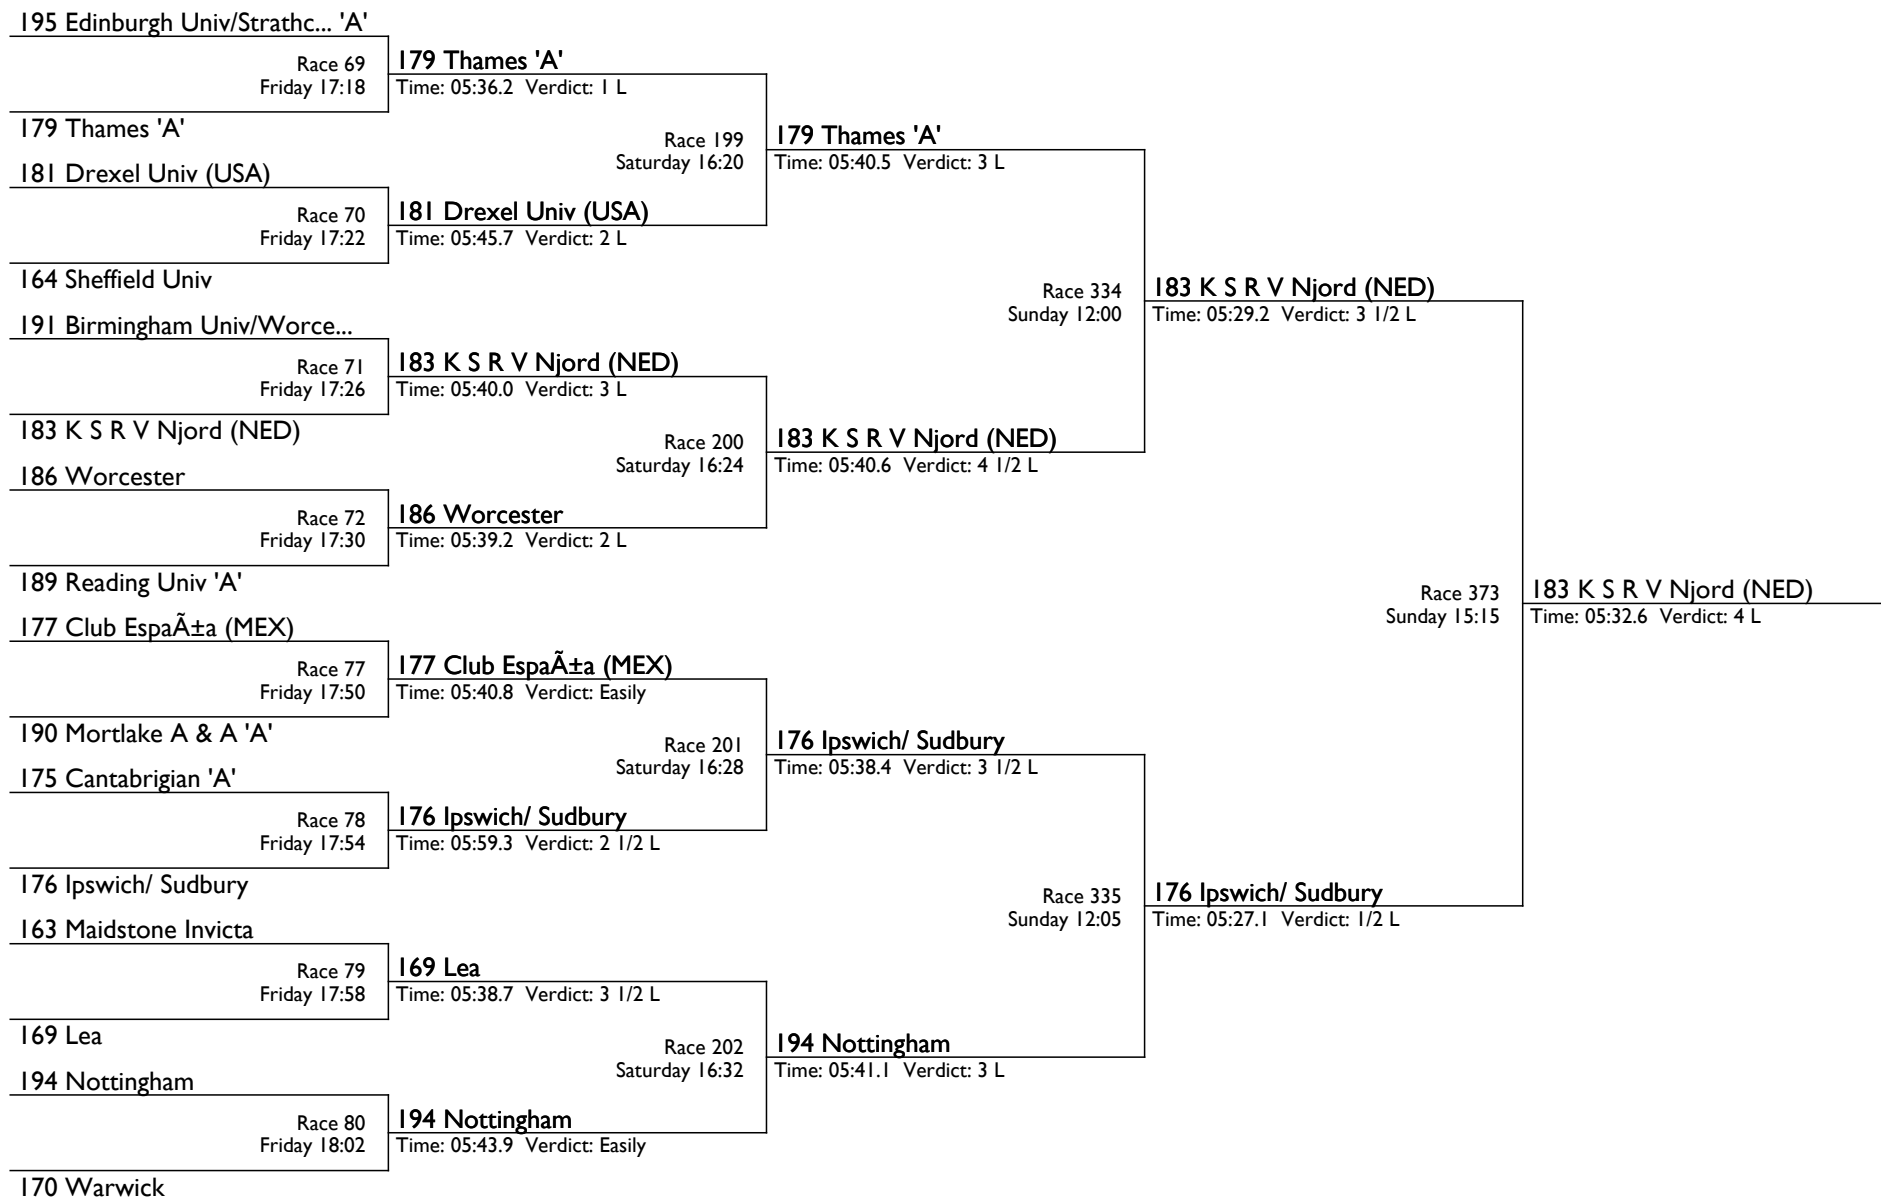 195 Edinburgh Univ/Strathc... 'A'
Race 69
Friday 17:18
179 Thames 'A'
179 Thames 'A'
Time: 05:36.2 Verdict: 1 L
181 Drexel Univ (USA)
Race 70
Friday 17:22
164 Sheffield Univ
181 Drexel Univ (USA)
Time: 05:45.7 Verdict: 2 L
Race 199
Saturday 16:20
179 Thames 'A'
Time: 05:40.5 Verdict: 3 L
191 Birmingham Univ/Worce...
Race 71
Friday 17:26
183 K S R V Njord (NED)
183 K S R V Njord (NED)
Time: 05:40.0 Verdict: 3 L
186 Worcester
Race 72
Friday 17:30
189 Reading Univ 'A'
186 Worcester
Time: 05:39.2 Verdict: 2 L
Race 200
Saturday 16:24
183 K S R V Njord (NED)
Time: 05:40.6 Verdict: 4 1/2 L
Race 334
Sunday 12:00
183 K S R V Njord (NED)
Time: 05:29.2 Verdict: 3 1/2 L
177 Club EspaÃ±a (MEX)
Race 77
Friday 17:50
190 Mortlake A & A 'A'
177 Club EspaÃ±a (MEX)
Time: 05:40.8 Verdict: Easily
175 Cantabrigian 'A'
Race 78
Friday 17:54
176 Ipswich/ Sudbury
176 Ipswich/ Sudbury
Time: 05:59.3 Verdict: 2 1/2 L
Race 201
Saturday 16:28
176 Ipswich/ Sudbury
Time: 05:38.4 Verdict: 3 1/2 L
163 Maidstone Invicta
Race 79
Friday 17:58
169 Lea
169 Lea
Time: 05:38.7 Verdict: 3 1/2 L
194 Nottingham
Race 80
Friday 18:02
170 Warwick
194 Nottingham
Time: 05:43.9 Verdict: Easily
Race 202
Saturday 16:32
194 Nottingham
Time: 05:41.1 Verdict: 3 L
Race 335
Sunday 12:05
176 Ipswich/ Sudbury
Time: 05:27.1 Verdict: 1/2 L
Race 373
Sunday 15:15
183 K S R V Njord (NED)
Time: 05:32.6 Verdict: 4 L